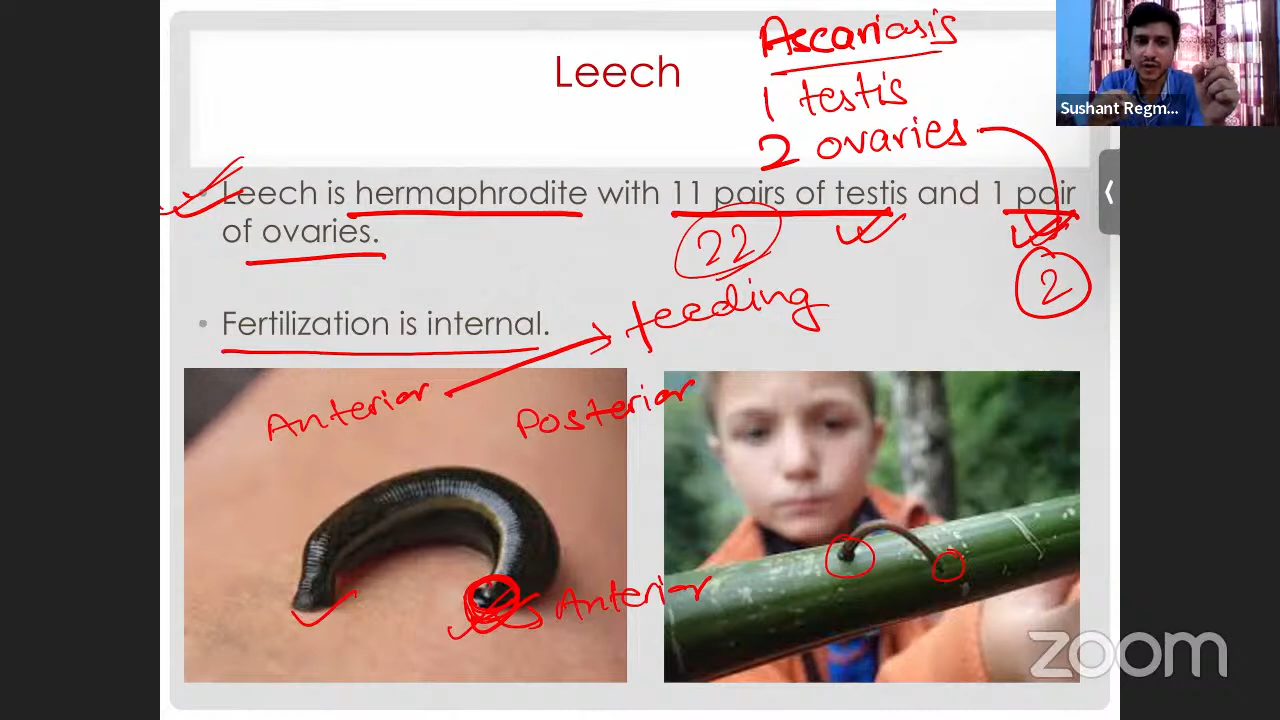 Leech
Ascariasis
1 testis
2 ovaries
Sushant Regm...
• Leech is hermaphrodite with 11 pairs of testis and 1 pair
of ovaries.
22
2
• Fertilization is internal.
feeding
Anterior
Posterior
Anterior
zoom